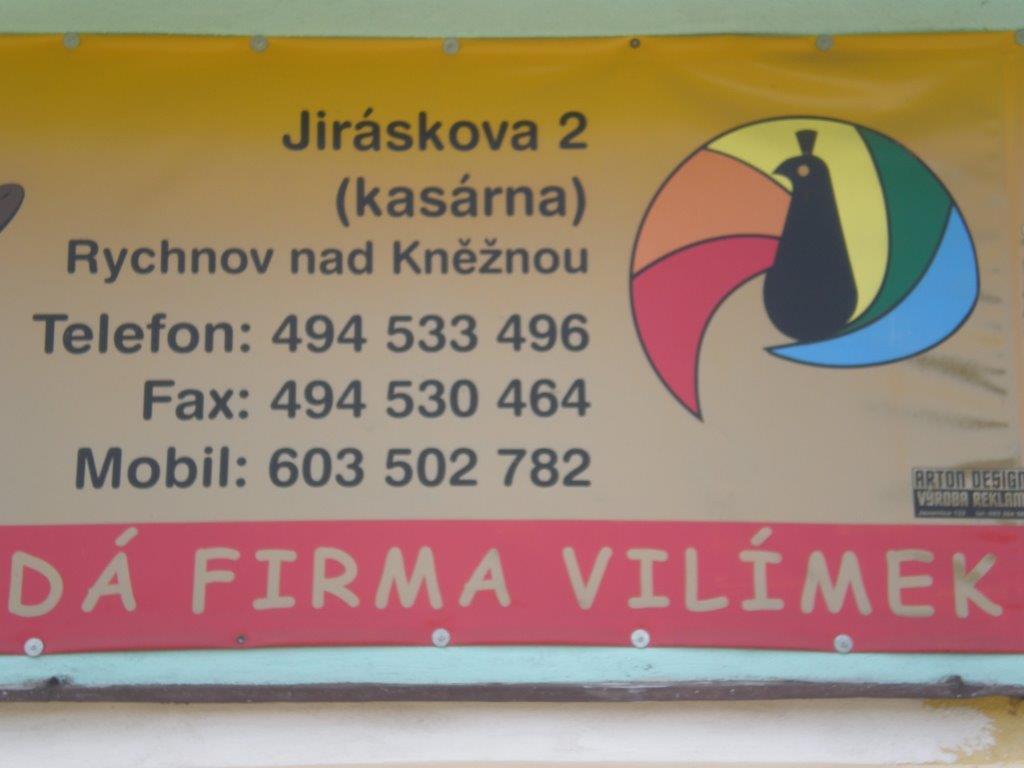 Jiráskova 2
(kasárna)
Rychnov nad Kněžnou
Telefon: 494 533 496
Fax: 494 530 464
Mobil: 603 502 782
ARTON DESIGN
VÝROBA REKLAM
DÁ FIRMA VILÍMEK